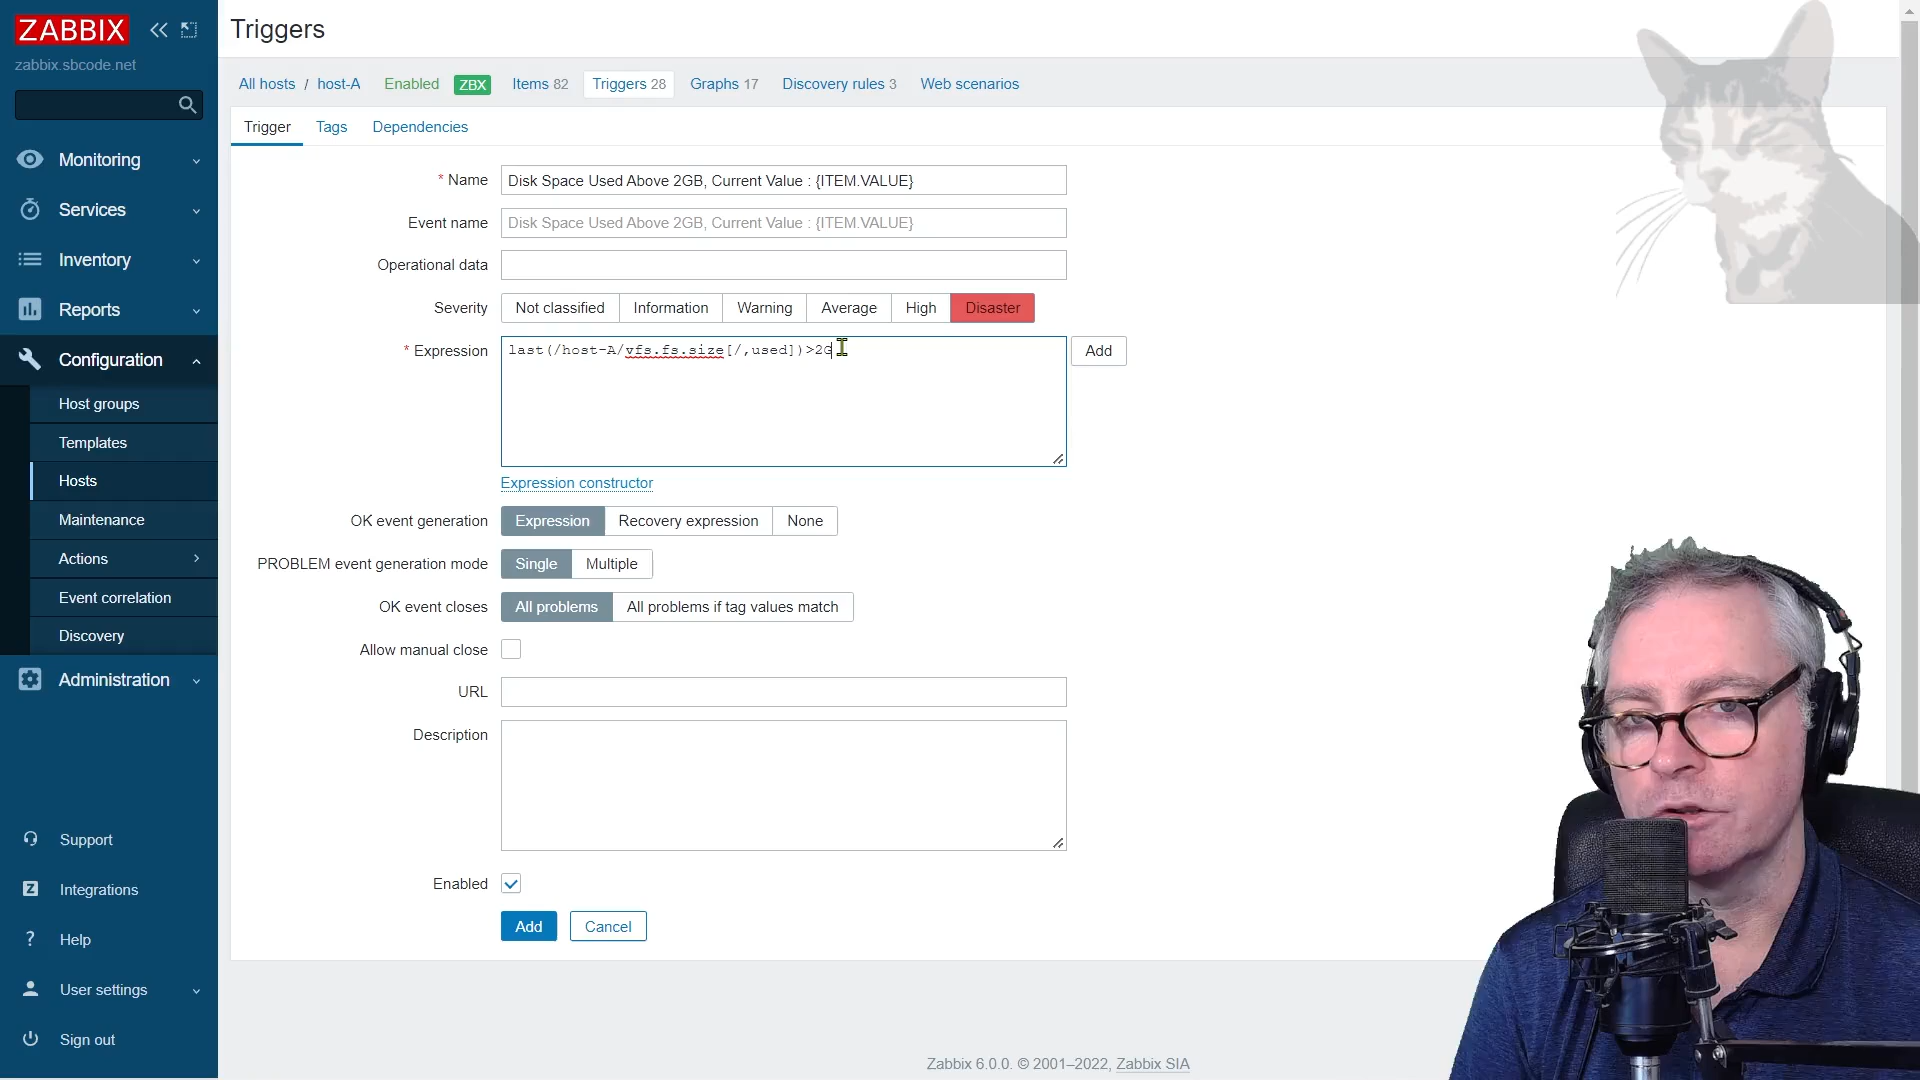 ZABBIX
zabbix.sbcode.net
Monitoring
Services
Inventory
Reports
Configuration
Host groups
Templates
Hosts
Maintenance
Actions
Event correlation
Discovery
Administration
Support
Integrations
Help
User settings
Sign out
Triggers
All hosts / host-A Enabled ZBX Items 82 Triggers 28 Graphs 17 Discovery rules 3 Web scenarios
Trigger Tags Dependencies
* Name Disk Space Used Above 2GB, Current Value : {ITEM.VALUE}
Event name Disk Space Used Above 2GB, Current Value : {ITEM.VALUE}
Operational data
Severity Not classified Information Warning Average High Disaster
* Expression last(/host-A/vfs.fs.size[/,used])>2G Add
Expression constructor
OK event generation Expression Recovery expression None
PROBLEM event generation mode Single Multiple
OK event closes All problems All problems if tag values match
Allow manual close
URL
Description
Enabled
Add Cancel
Zabbix 6.0.0. © 2001–2022, Zabbix SIA